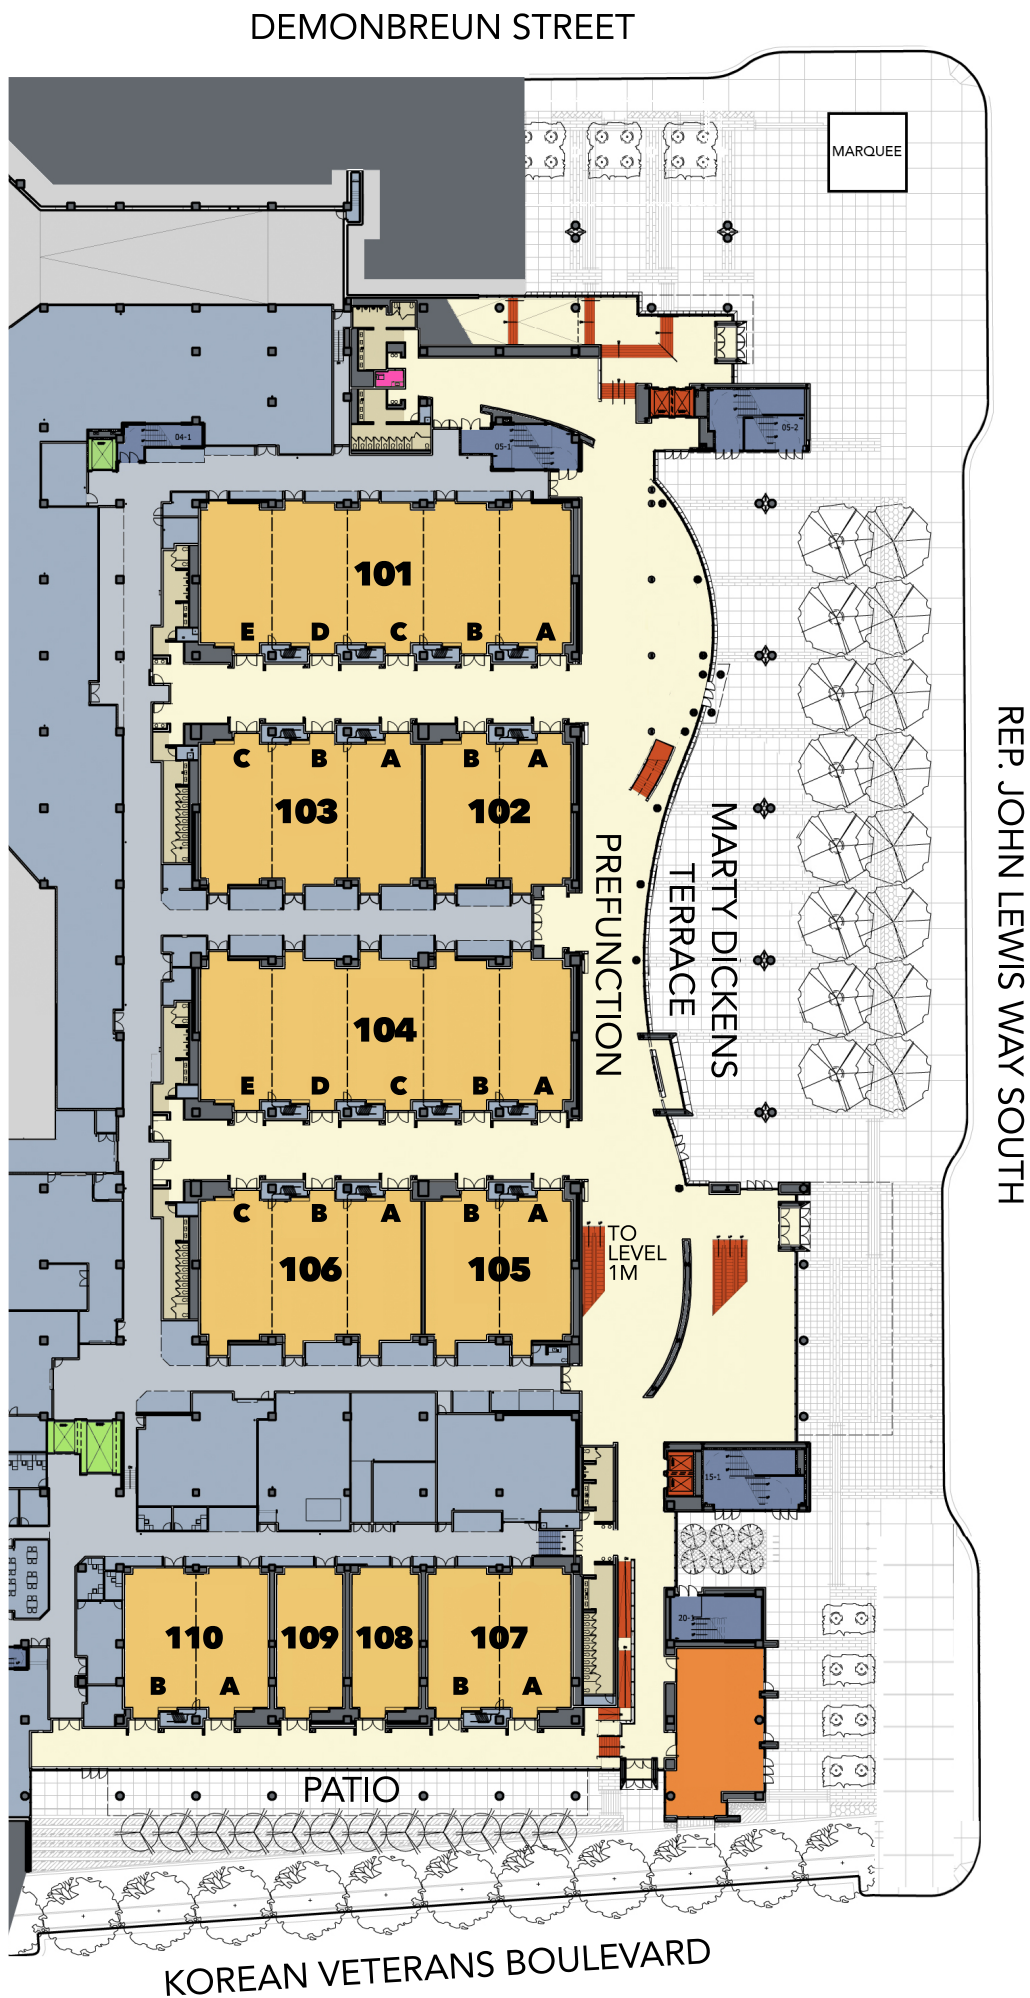 DEMONBREUN STREET
MARQUEE
04-1
05-1
05-2
101
E D C B A
C B A B A
103 102
PREFUNCTION
MARTY DICKENS
TERRACE
REP. JOHN LEWIS WAY SOUTH
104
E D C B A
C B A B A
106 105
TO
LEVEL
1M
15-1
20-1
110 109 108 107
B A B A
PATIO
KOREAN VETERANS BOULEVARD